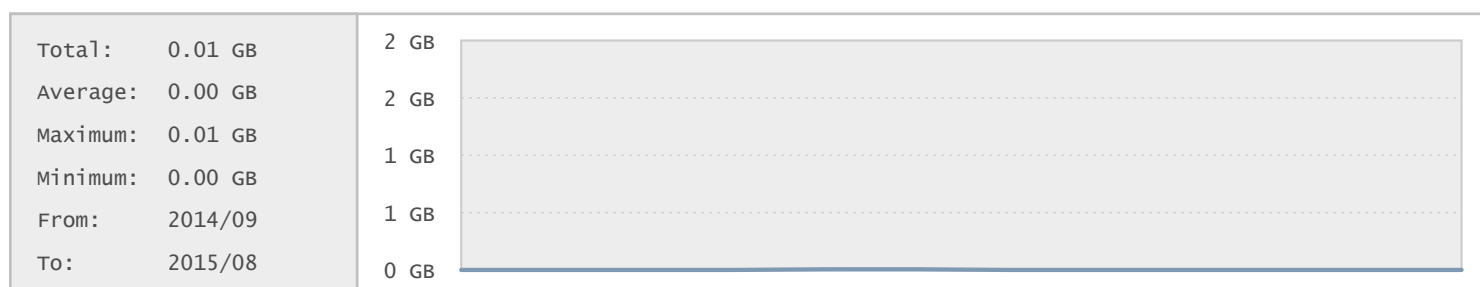 Total: 0.01 GB
Average: 0.00 GB
Maximum: 0.01 GB
Minimum: 0.00 GB
From: 2014/09
To: 2015/08
2 GB
2 GB
1 GB
1 GB
0 GB